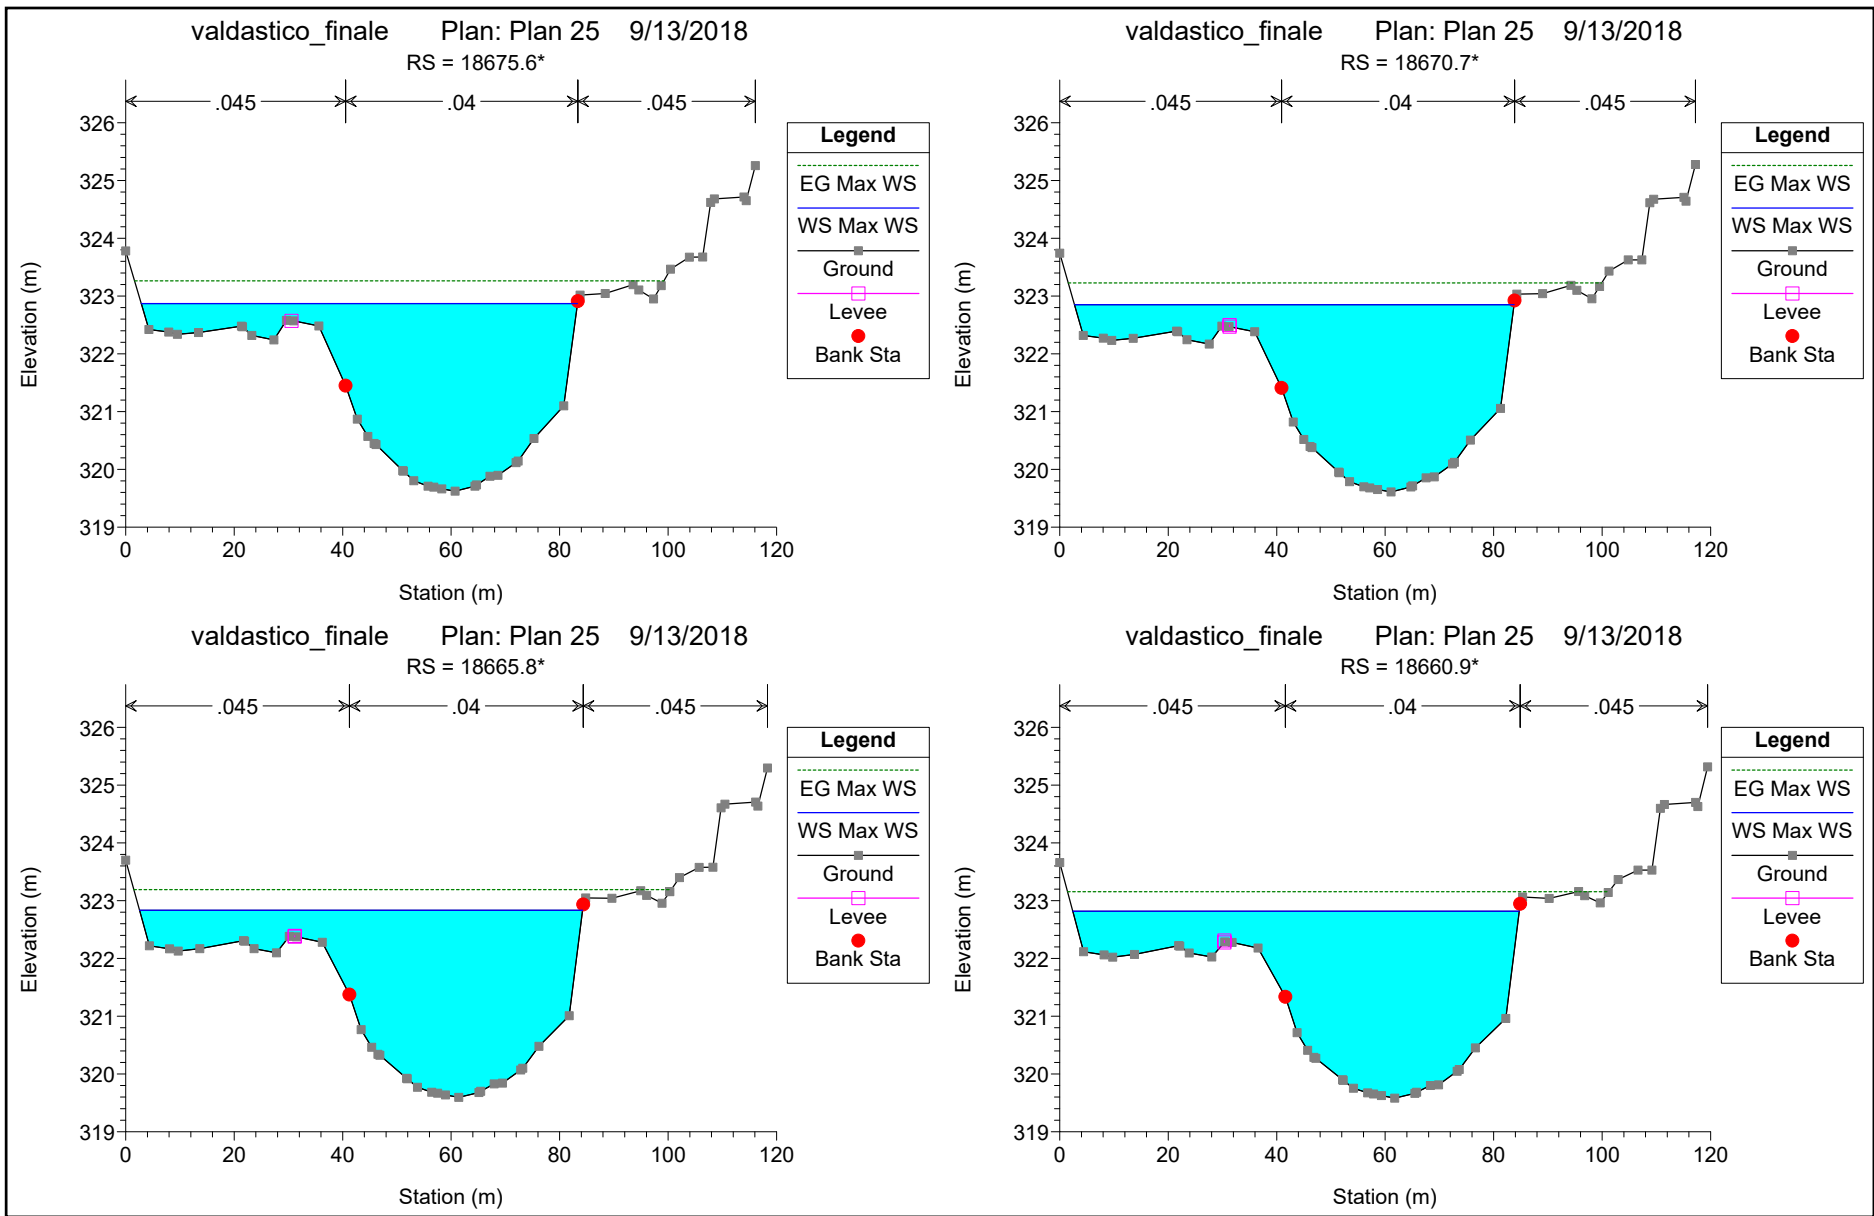 valdastico_finale Plan: Plan 25 9/13/2018
RS = 18675.6*
.045 .04 .045
326
325
324
323
322
321
320
319
0 20 40 60 80 100 120
Elevation (m)
Station (m)
Legend
EG Max WS
WS Max WS
Ground
Levee
Bank Sta
valdastico_finale Plan: Plan 25 9/13/2018
RS = 18670.7*
.045 .04 .045
326
325
324
323
322
321
320
319
0 20 40 60 80 100 120
Elevation (m)
Station (m)
Legend
EG Max WS
WS Max WS
Ground
Levee
Bank Sta
valdastico_finale Plan: Plan 25 9/13/2018
RS = 18665.8*
.045 .04 .045
326
325
324
323
322
321
320
319
0 20 40 60 80 100 120
Elevation (m)
Station (m)
Legend
EG Max WS
WS Max WS
Ground
Levee
Bank Sta
valdastico_finale Plan: Plan 25 9/13/2018
RS = 18660.9*
.045 .04 .045
326
325
324
323
322
321
320
319
0 20 40 60 80 100 120
Elevation (m)
Station (m)
Legend
EG Max WS
WS Max WS
Ground
Levee
Bank Sta